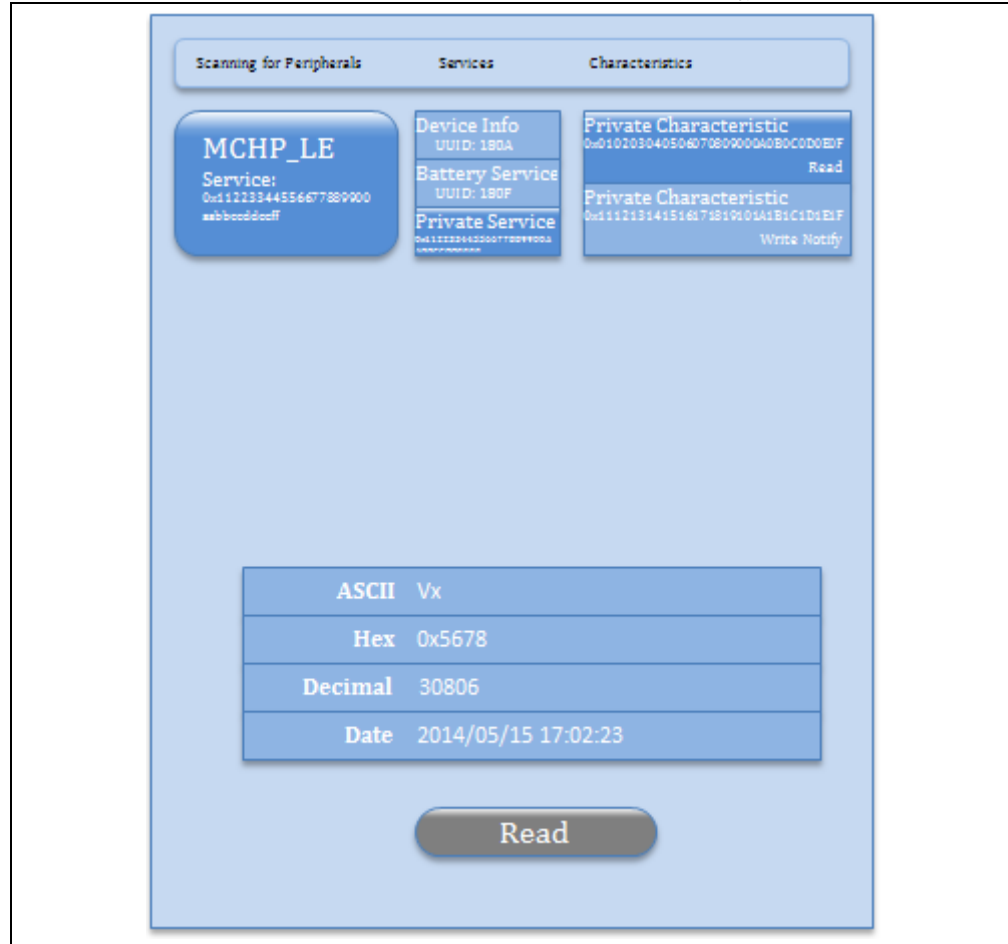 Scanning for Peripherals
Services
Characteristics
MCHP_LE
Service:
0x11223344556677889900
aabbccddeeff
Device Info
UUID: 180A
Battery Service
UUID: 180F
Private Service
Private Characteristic
0x010203040506070809000A0B0C0D0E0F
Read
Private Characteristic
0x111213141516171819101A1B1C1D1E1F
Write Notify
ASCII Vx
Hex 0x5678
Decimal 30806
Date 2014/05/15 17:02:23
Read